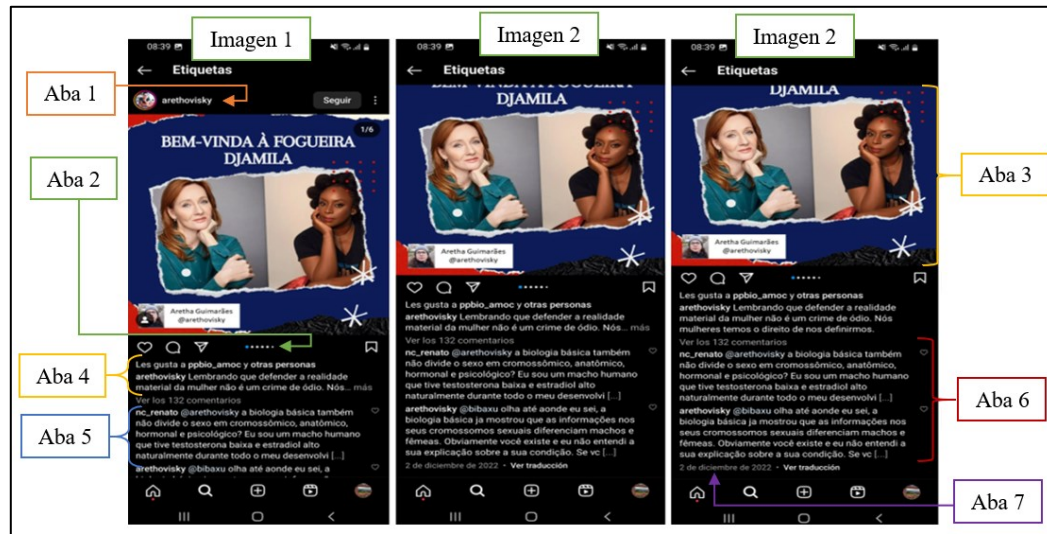 Imagen 1
Imagen 2
Imagen 2
Aba 1
Aba 2
Aba 4
Aba 5
08:39
Etiquetas
arethovisky
Seguir
1/6
BEM-VINDA À FOGUEIRA
DJAMILA
Aretha Guimarães
@arethovisky
Les gusta a ppbio_amoc y otras personas
arethovisky Lembrando que defender a realidade
material da mulher não é um crime de ódio. Nós... más
Ver los 132 comentarios
nc_renato @arethovisky a biologia básica também
não divide o sexo em cromossômico, anatômico,
hormonal e psicológico? Eu sou um macho humano
que tive testosterona baixa e estradiol alto
naturalmente durante todo o meu desenvolvi [...]
arethovisky @bibaxu olha até aonde eu sei, a
08:39
Etiquetas
BEM-VINDA À FOGUEIRA
DJAMILA
Aretha Guimarães
@arethovisky
Les gusta a ppbio_amoc y otras personas
arethovisky Lembrando que defender a realidade
material da mulher não é um crime de ódio. Nós... más
Ver los 132 comentarios
nc_renato @arethovisky a biologia básica também
não divide o sexo em cromossômico, anatômico,
hormonal e psicológico? Eu sou um macho humano
que tive testosterona baixa e estradiol alto
naturalmente durante todo o meu desenvolvi [...]
arethovisky @bibaxu olha até aonde eu sei, a
biologia básica ja mostrou que as informações nos
seus cromossomos sexuais diferenciam machos e
fêmeas. Obviamente você existe e eu não entendi a
sua explicação sobre a sua condição. Se vc [...]
2 de diciembre de 2022 • Ver traducción
08:39
Etiquetas
DJAMILA
Aretha Guimarães
@arethovisky
Les gusta a ppbio_amoc y otras personas
arethovisky Lembrando que defender a realidade
material da mulher não é um crime de ódio. Nós
mulheres temos o direito de nos definirmos.
Ver los 132 comentarios
nc_renato @arethovisky a biologia básica também
não divide o sexo em cromossômico, anatômico,
hormonal e psicológico? Eu sou um macho humano
que tive testosterona baixa e estradiol alto
naturalmente durante todo o meu desenvolvi [...]
arethovisky @bibaxu olha até aonde eu sei, a
biologia básica ja mostrou que as informações nos
seus cromossomos sexuais diferenciam machos e
fêmeas. Obviamente você existe e eu não entendi a
sua explicação sobre a sua condição. Se vc [...]
2 de diciembre de 2022 • Ver traducción
Aba 3
Aba 6
Aba 7